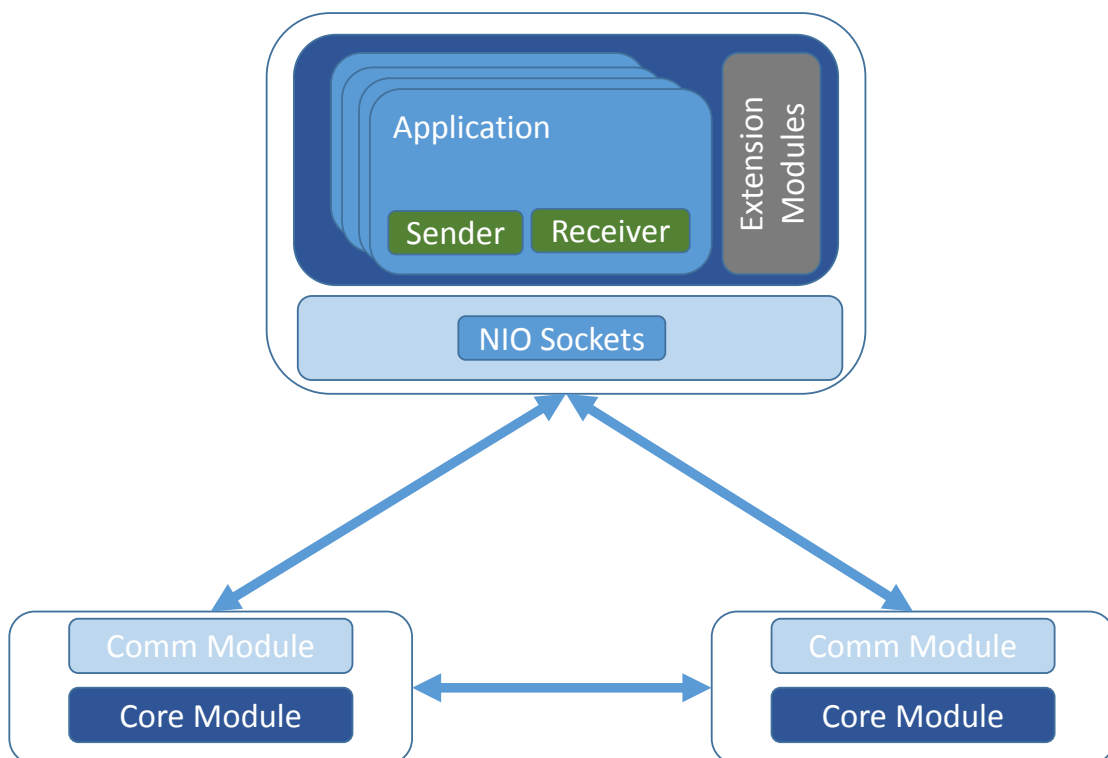 Application
Extension
Modules
Sender
Receiver
NIO Sockets
Comm Module
Core Module
Comm Module
Core Module